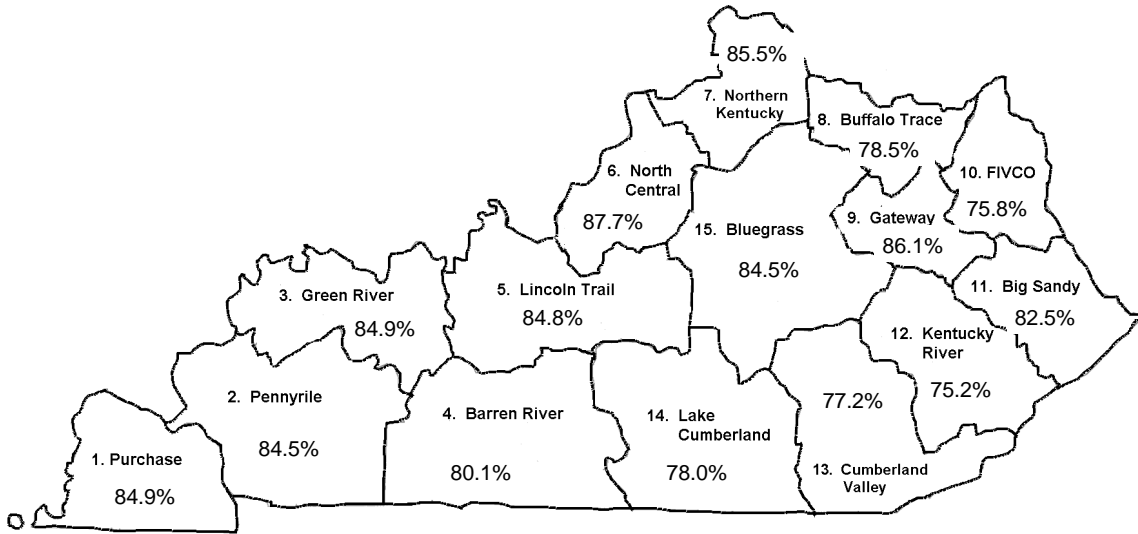 85.5%
7. Northern
Kentucky
8. Buffalo Trace
78.5%
6. North
Central
87.7%
10. FIVCO
75.8%
9. Gateway
86.1%
15. Bluegrass
84.5%
3. Green River
84.9%
5. Lincoln Trail
84.8%
11. Big Sandy
82.5%
12. Kentucky
River
75.2%
2. Pennyrile
84.5%
4. Barren River
80.1%
14. Lake
Cumberland
78.0%
77.2%
13. Cumberland
Valley
1. Purchase
84.9%